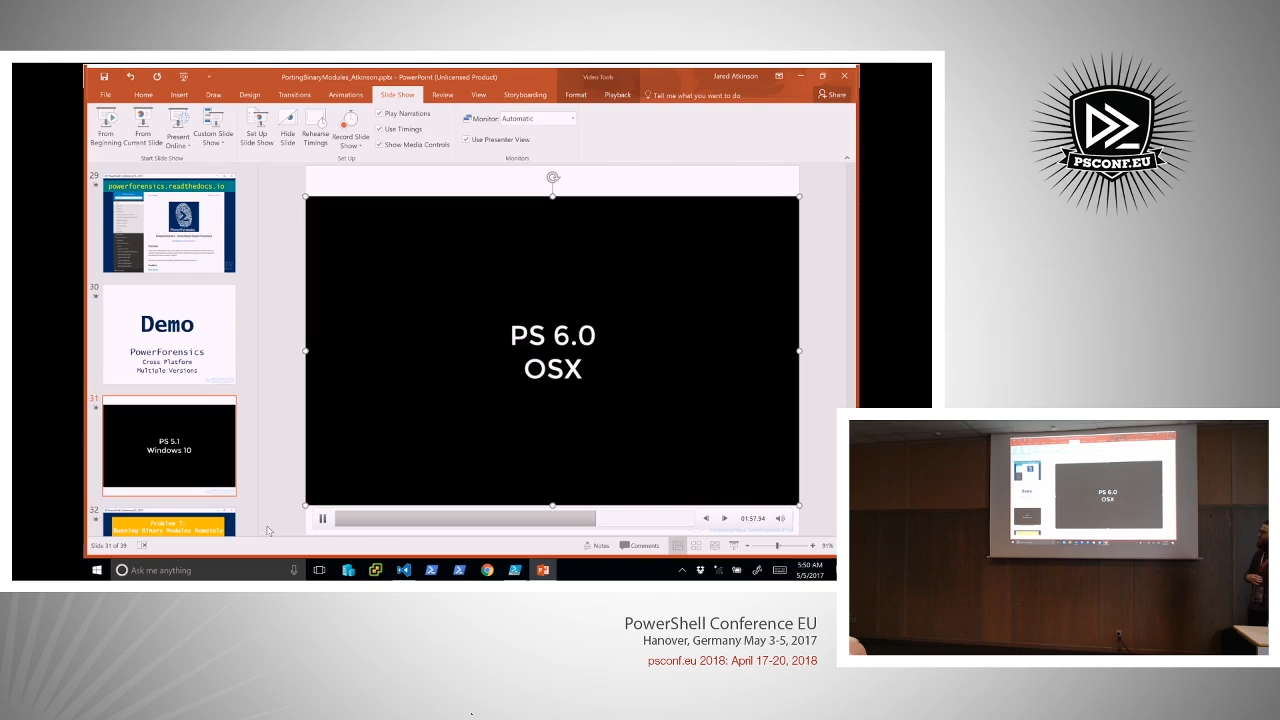 PortingBinaryModules_Atkinson.pptx - PowerPoint (Unlicensed Product)
Video Tools
Jared Atkinson
File
Home
Insert
Draw
Design
Transitions
Animations
Slide Show
Review
View
Storyboarding
Format
Playback
Tell me what you want to do
Share
From
Beginning
From
Current Slide
Present
Online
Custom Slide
Show
Set Up
Slide Show
Hide
Slide
Rehearse
Timings
Record Slide
Show
Play Narrations
Use Timings
Show Media Controls
Monitor: Automatic
Use Presenter View
Start Slide Show
Set Up
Monitors
29
powerforensics.readthedocs.io
30
Demo
PowerForensics
Cross Platform
Multiple Versions
31
PS 5.1
Windows 10
32
Problem 1:
Running Binary Modules Remotely
PS 6.0
OSX
01:57.34
Slide 31 of 39
Notes
Comments
91%
Ask me anything
5:50 AM
5/5/2017
PSCONF.EU
Demo
PS 6.0
OSX
PowerShell Conference EU
Hanover, Germany May 3-5, 2017
psconf.eu 2018: April 17-20, 2018